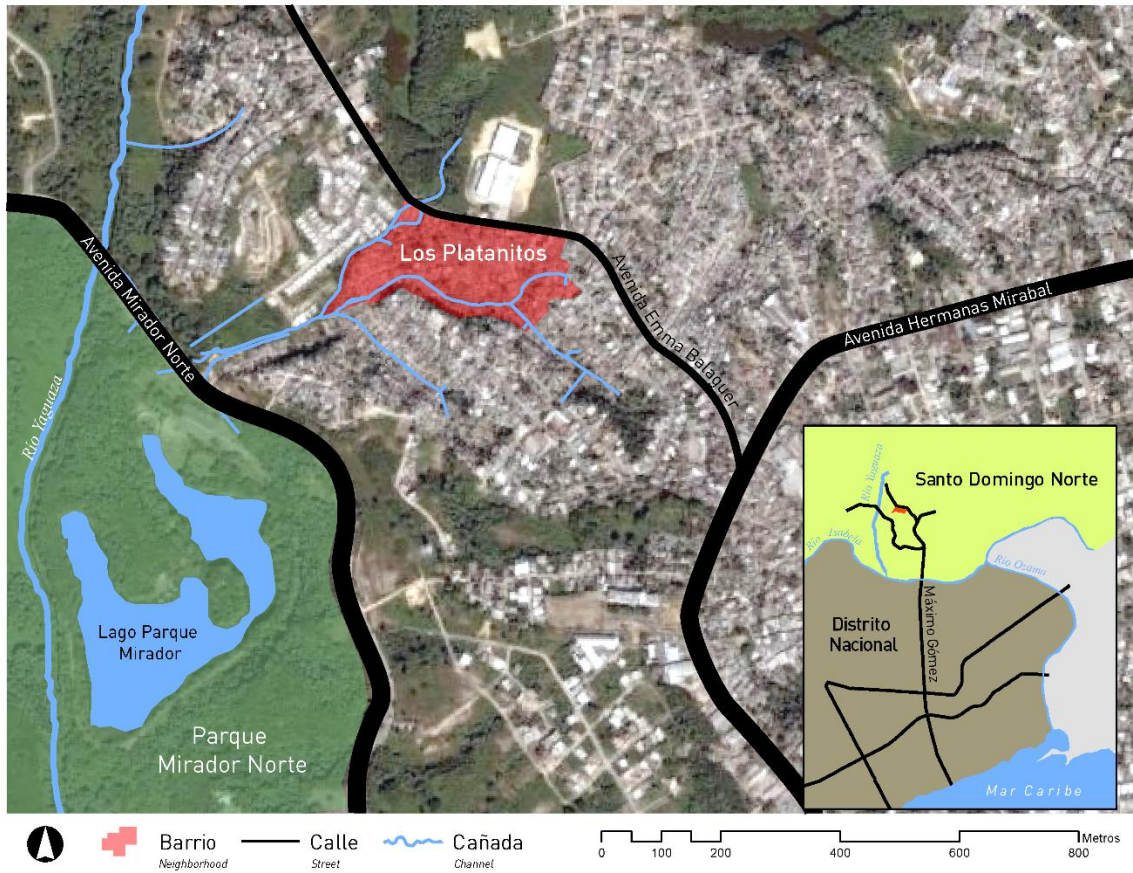 Los Platanitos
Avenida Mirador Norte
Avenida Emma Balaguer
Avenida Hermanas Mirabal
Río Yaguaza
Lago Parque
Mirador
Parque
Mirador Norte
Santo Domingo Norte
Río Yaguaza
Río Isabela
Río Ozama
Máximo Gómez
Distrito
Nacional
Mar Caribe
Barrio
Neighborhood
Calle
Street
Cañada
Channel
Metros
0 100 200 400 600 800